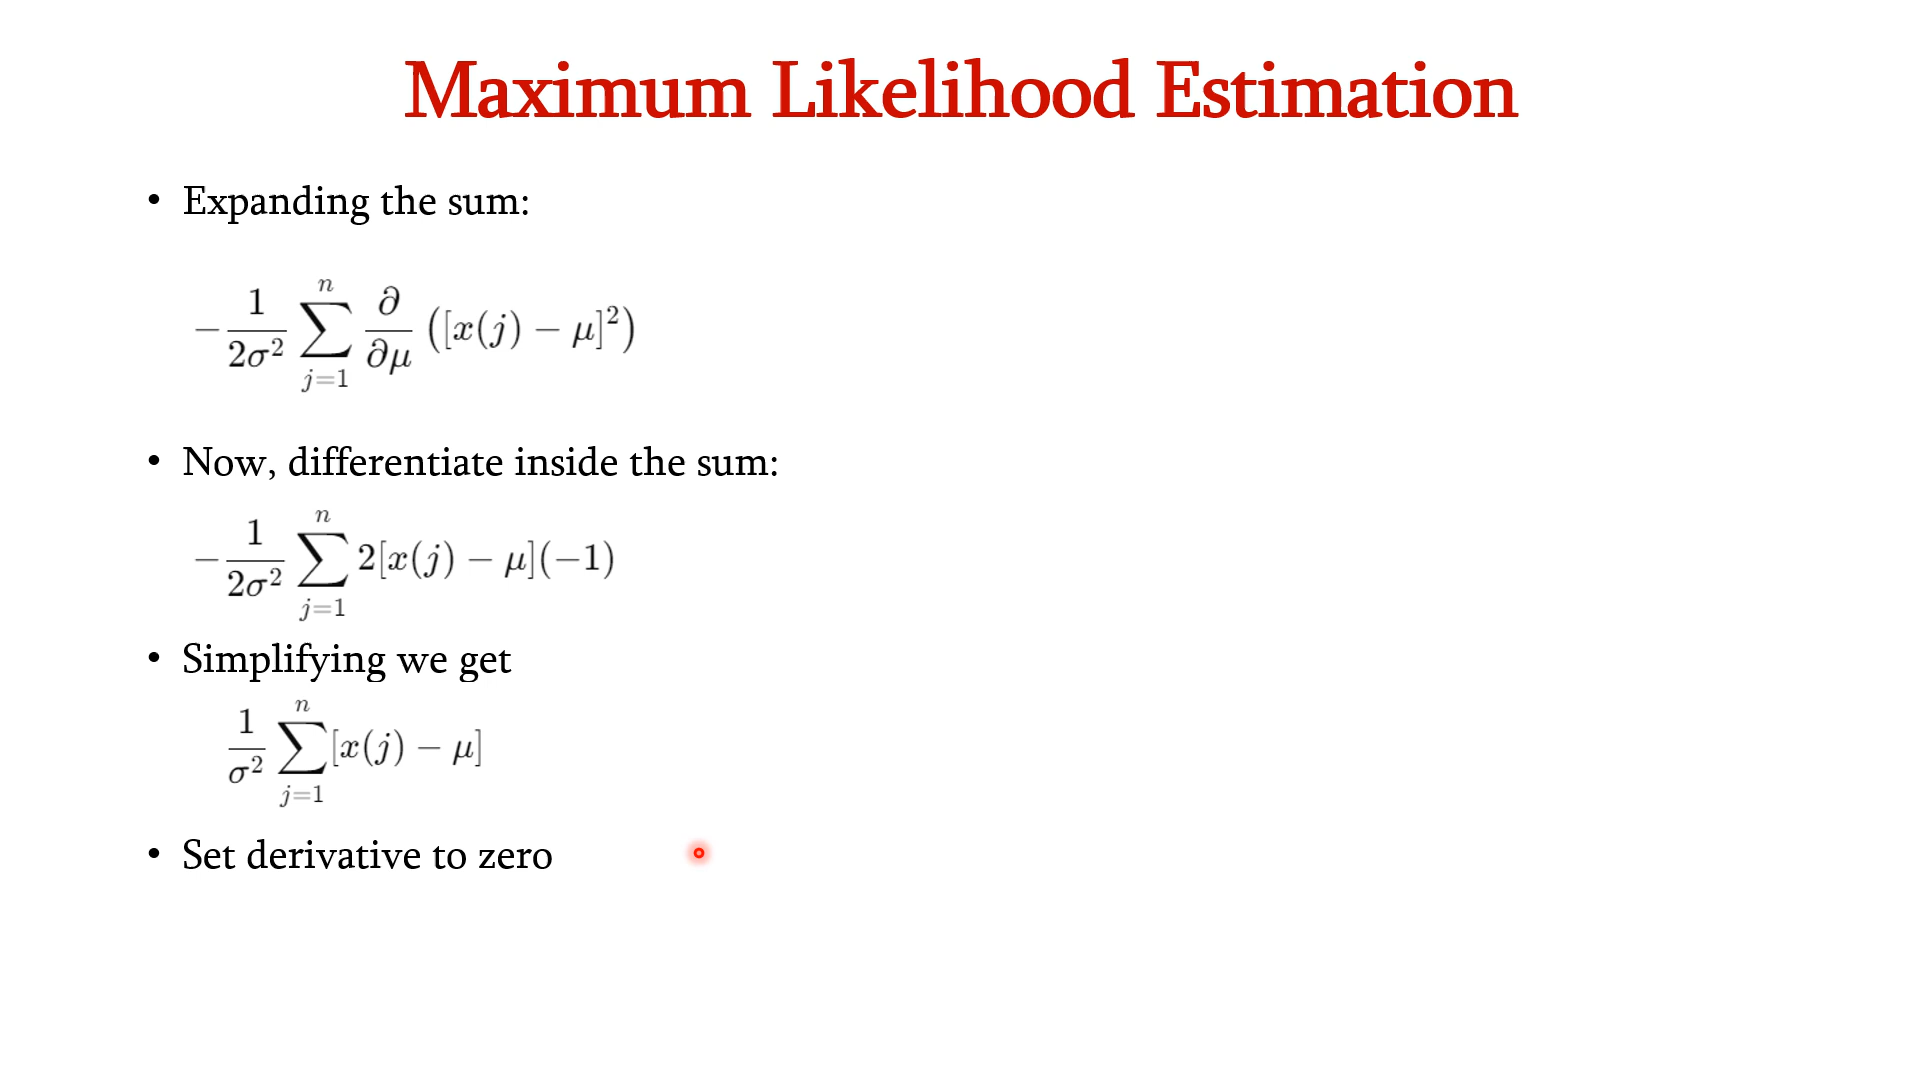 Maximum Likelihood Estimation
• Expanding the sum:
$-\frac{1}{2\sigma^2}\sum_{j=1}^{n}\frac{\partial}{\partial\mu}\left([x(j)-\mu]^2\right)$
• Now, differentiate inside the sum:
$-\frac{1}{2\sigma^2}\sum_{j=1}^{n}2[x(j)-\mu](-1)$
• Simplifying we get
$\frac{1}{\sigma^2}\sum_{j=1}^{n}[x(j)-\mu]$
• Set derivative to zero